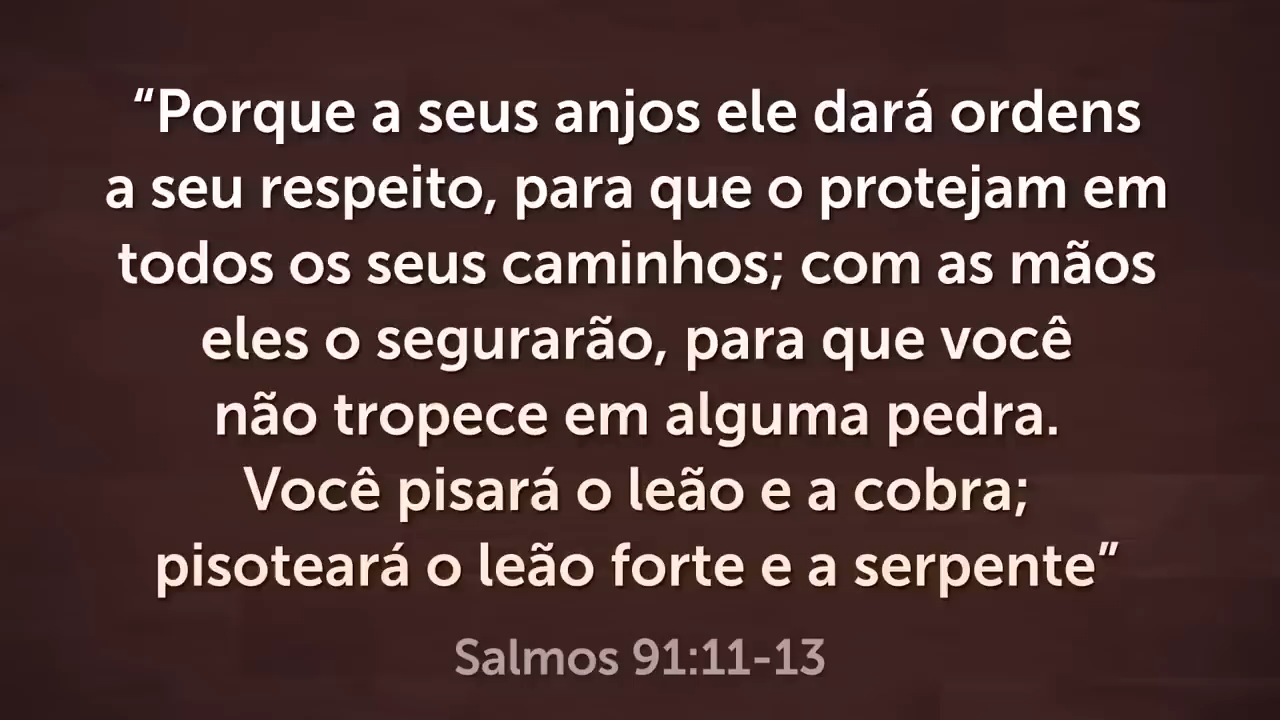 “Porque a seus anjos ele dará ordens
a seu respeito, para que o protejam em
todos os seus caminhos; com as mãos
eles o segurarão, para que você
não tropece em alguma pedra.
Você pisará o leão e a cobra;
pisoteará o leão forte e a serpente”
Salmos 91:11-13